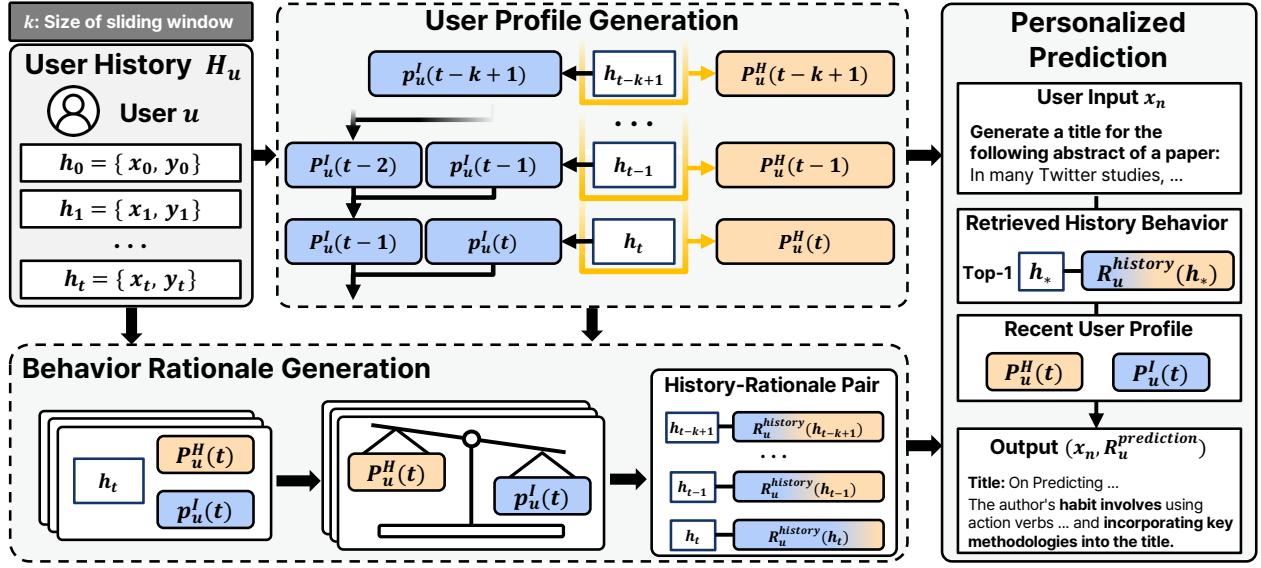 k: Size of sliding window
User History H_u
User u
h_0 = { x_0, y_0}
h_1 = { x_1, y_1}
...
h_t = { x_t, y_t}
User Profile Generation
p_u^I(t − k + 1)
h_{t−k+1}
P_u^H(t − k + 1)
...
P_u^I(t − 2)
p_u^I(t − 1)
h_{t−1}
P_u^H(t − 1)
P_u^I(t − 1)
p_u^I(t)
h_t
P_u^H(t)
Behavior Rationale Generation
h_t
P_u^H(t)
p_u^I(t)
P_u^H(t)
p_u^I(t)
History-Rationale Pair
h_{t−k+1}
R_u^{history}(h_{t−k+1})
...
h_{t−1}
R_u^{history}(h_{t−1})
h_t
R_u^{history}(h_t)
Personalized
Prediction
User Input x_n
Generate a title for the
following abstract of a paper:
In many Twitter studies, ...
Retrieved History Behavior
Top-1
h_*
R_u^{history}(h_*)
Recent User Profile
P_u^H(t)
P_u^I(t)
Output (x_n, R_u^{prediction})
Title: On Predicting ...
The author's habit involves using
action verbs ... and incorporating key
methodologies into the title.